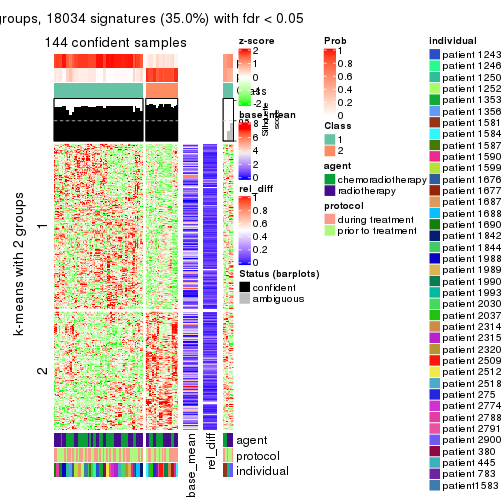 groups, 18034 signatures (35.0%) with fdr < 0.05
144 confident samples
k-means with 2 groups
1
2
z-score
2
1
0
-1
-2
base_mean
0
rel_diff
1
0.8
0.6
0.4
0.2
0
Status (barplots)
confident
ambiguous
Silhouette
score
agent
protocol
individual
base_mean
rel_diff
Prob
1
0.8
0.6
0.4
0.2
0
Class
1
2
agent
chemoradiotherapy
radiotherapy
protocol
during treatment
prior to treatment
individual
patient 1243
patient 1246
patient 1250
patient 1252
patient 1353
patient 1356
patient 1581
patient 1584
patient 1587
patient 1590
patient 1599
patient 1676
patient 1677
patient 1687
patient 1688
patient 1690
patient 1842
patient 1844
patient 1988
patient 1989
patient 1990
patient 1993
patient 2030
patient 2037
patient 2314
patient 2315
patient 2320
patient 2509
patient 2512
patient 2518
patient 275
patient 2774
patient 2788
patient 2791
patient 2900
patient 380
patient 445
patient 783
patient1583